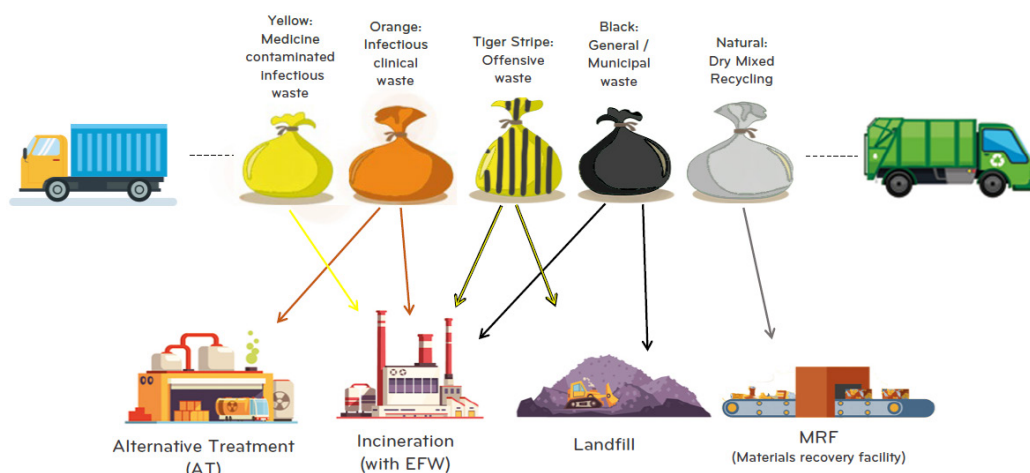 Yellow:
Medicine
contaminated
infectious
waste
Orange:
Infectious
clinical
waste
Tiger Stripe:
Offensive
waste
Black:
General /
Municipal
waste
Natural:
Dry Mixed
Recycling
Alternative Treatment
(AT)
Incineration
(with EFW)
Landfill
MRF
(Materials recovery facility)